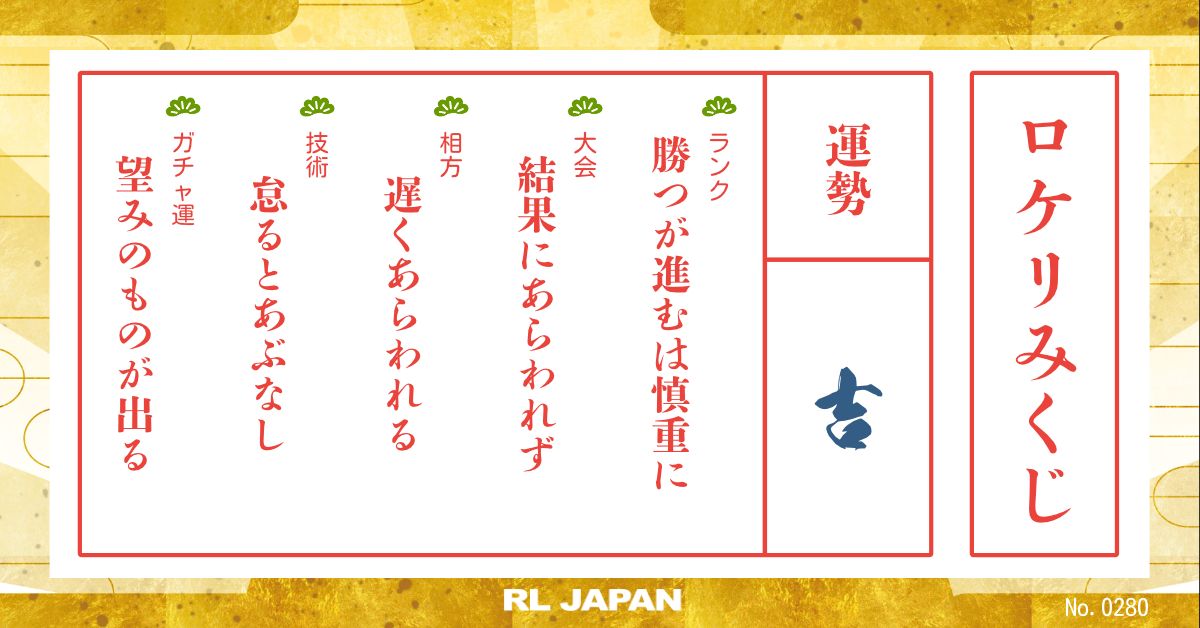 ロケリみくじ
運勢
吉
ランク
勝つが進むは慎重に
大会
結果にあらわれず
相方
遅くあらわれる
技術
怠るとあぶなし
ガチャ運
望みのものが出る
RL JAPAN
No. 0280